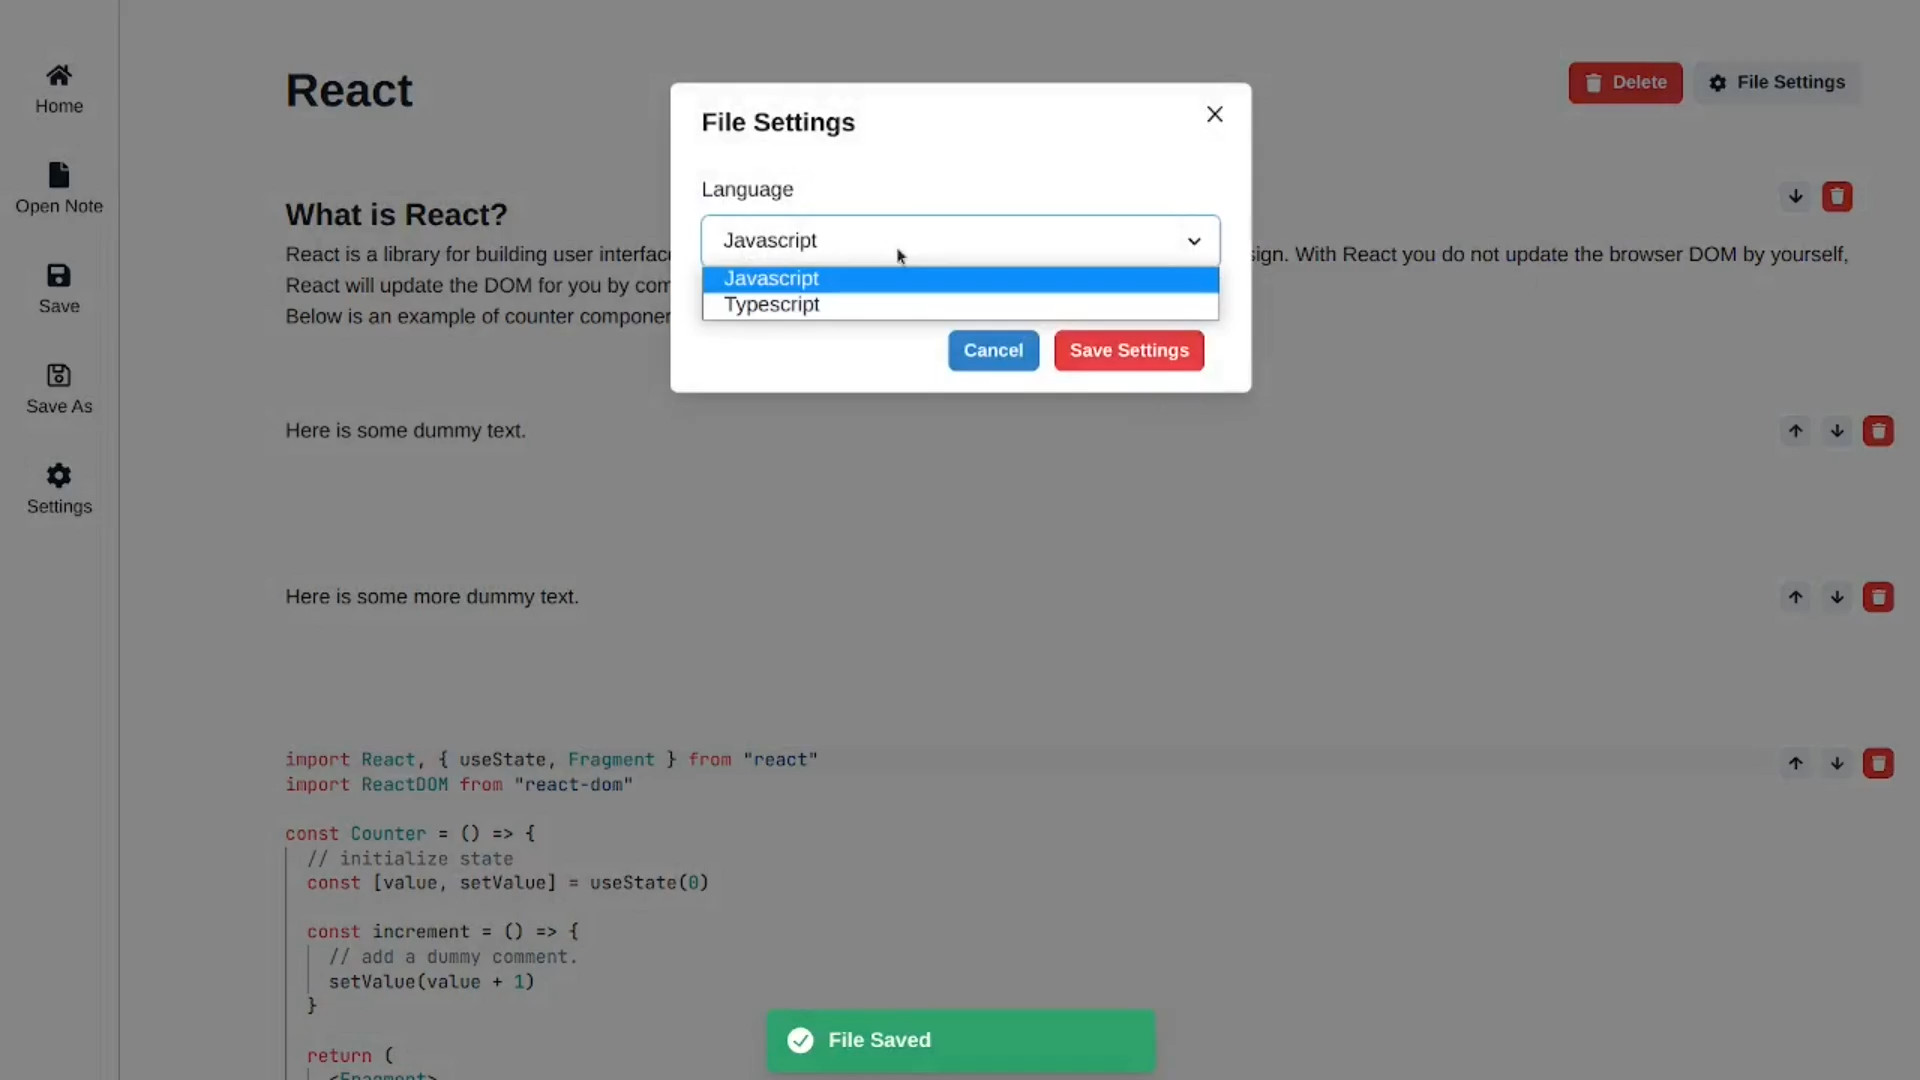 Home
Open Note
Save
Save As
Settings
React
Delete
File Settings
File Settings
Language
Javascript
Javascript
Typescript
Cancel
Save Settings
What is React?
React is a library for building user interfac
sign. With React you do not update the browser DOM by yourself,
React will update the DOM for you by com
Below is an example of counter componen
Here is some dummy text.
Here is some more dummy text.
import React, { useState, Fragment } from "react"
import ReactDOM from "react-dom"
const Counter = () => {
// initialize state
const [value, setValue] = useState(0)
const increment = () => {
// add a dummy comment.
setValue(value + 1)
}
return (
<Fragment>
File Saved